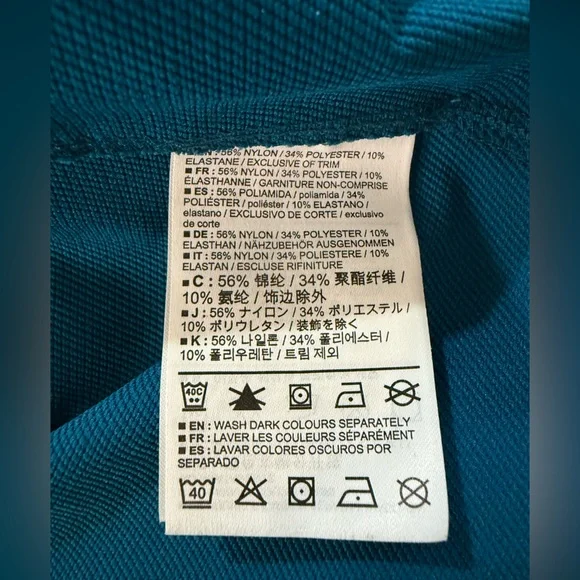 56% NYLON / 34% POLYESTER / 10%
ELASTANE / EXCLUSIVE OF TRIM
■ FR : 56% NYLON / 34% POLYESTER / 10%
ÉLASTHANNE / GARNITURE NON-COMPRISE
■ ES : 56% POLIAMIDA / poliamida / 34%
POLIÉSTER / poliéster / 10% ELASTANO /
elastano / EXCLUSIVO DE CORTE / exclusivo
de corte
■ DE : 56% NYLON / 34% POLYESTER / 10%
ELASTHAN / NÄHZUBEHÖR AUSGENOMMEN
■ IT : 56% NYLON / 34% POLIESTERE / 10%
ELASTAN / ESCLUSE RIFINITURE
■ C : 56% 锦纶 / 34% 聚酯纤维 /
10% 氨纶 / 饰边除外
■ J : 56% ナイロン / 34% ポリエステル /
10% ポリウレタン / 装飾を除く
■ K : 56% 나일론 / 34% 폴리에스터 /
10% 폴리우레탄 / 트림 제외
40C
■ EN : WASH DARK COLOURS SEPARATELY
■ FR : LAVER LES COULEURS SÉPARÉMENT
■ ES : LAVAR COLORES OSCUROS POR
SEPARADO
40